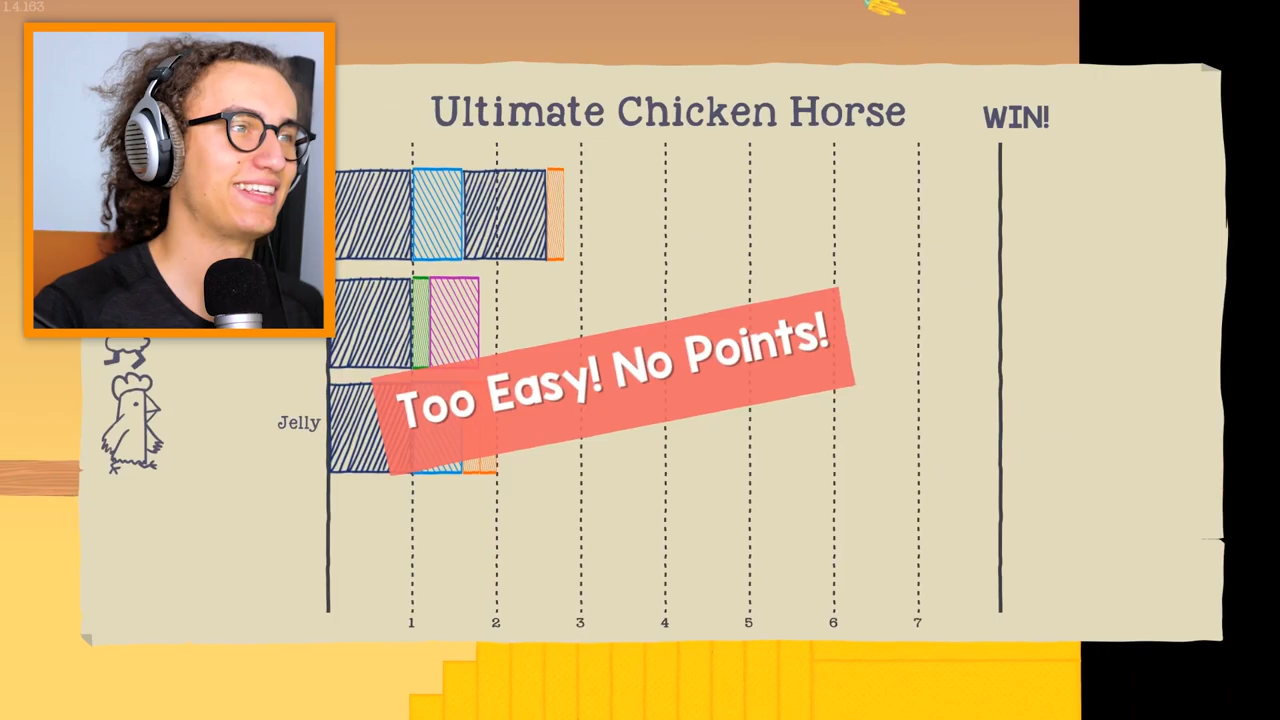 1.4.163
Ultimate Chicken Horse
WIN!
Too Easy! No Points!
Jelly
1 2 3 4 5 6 7